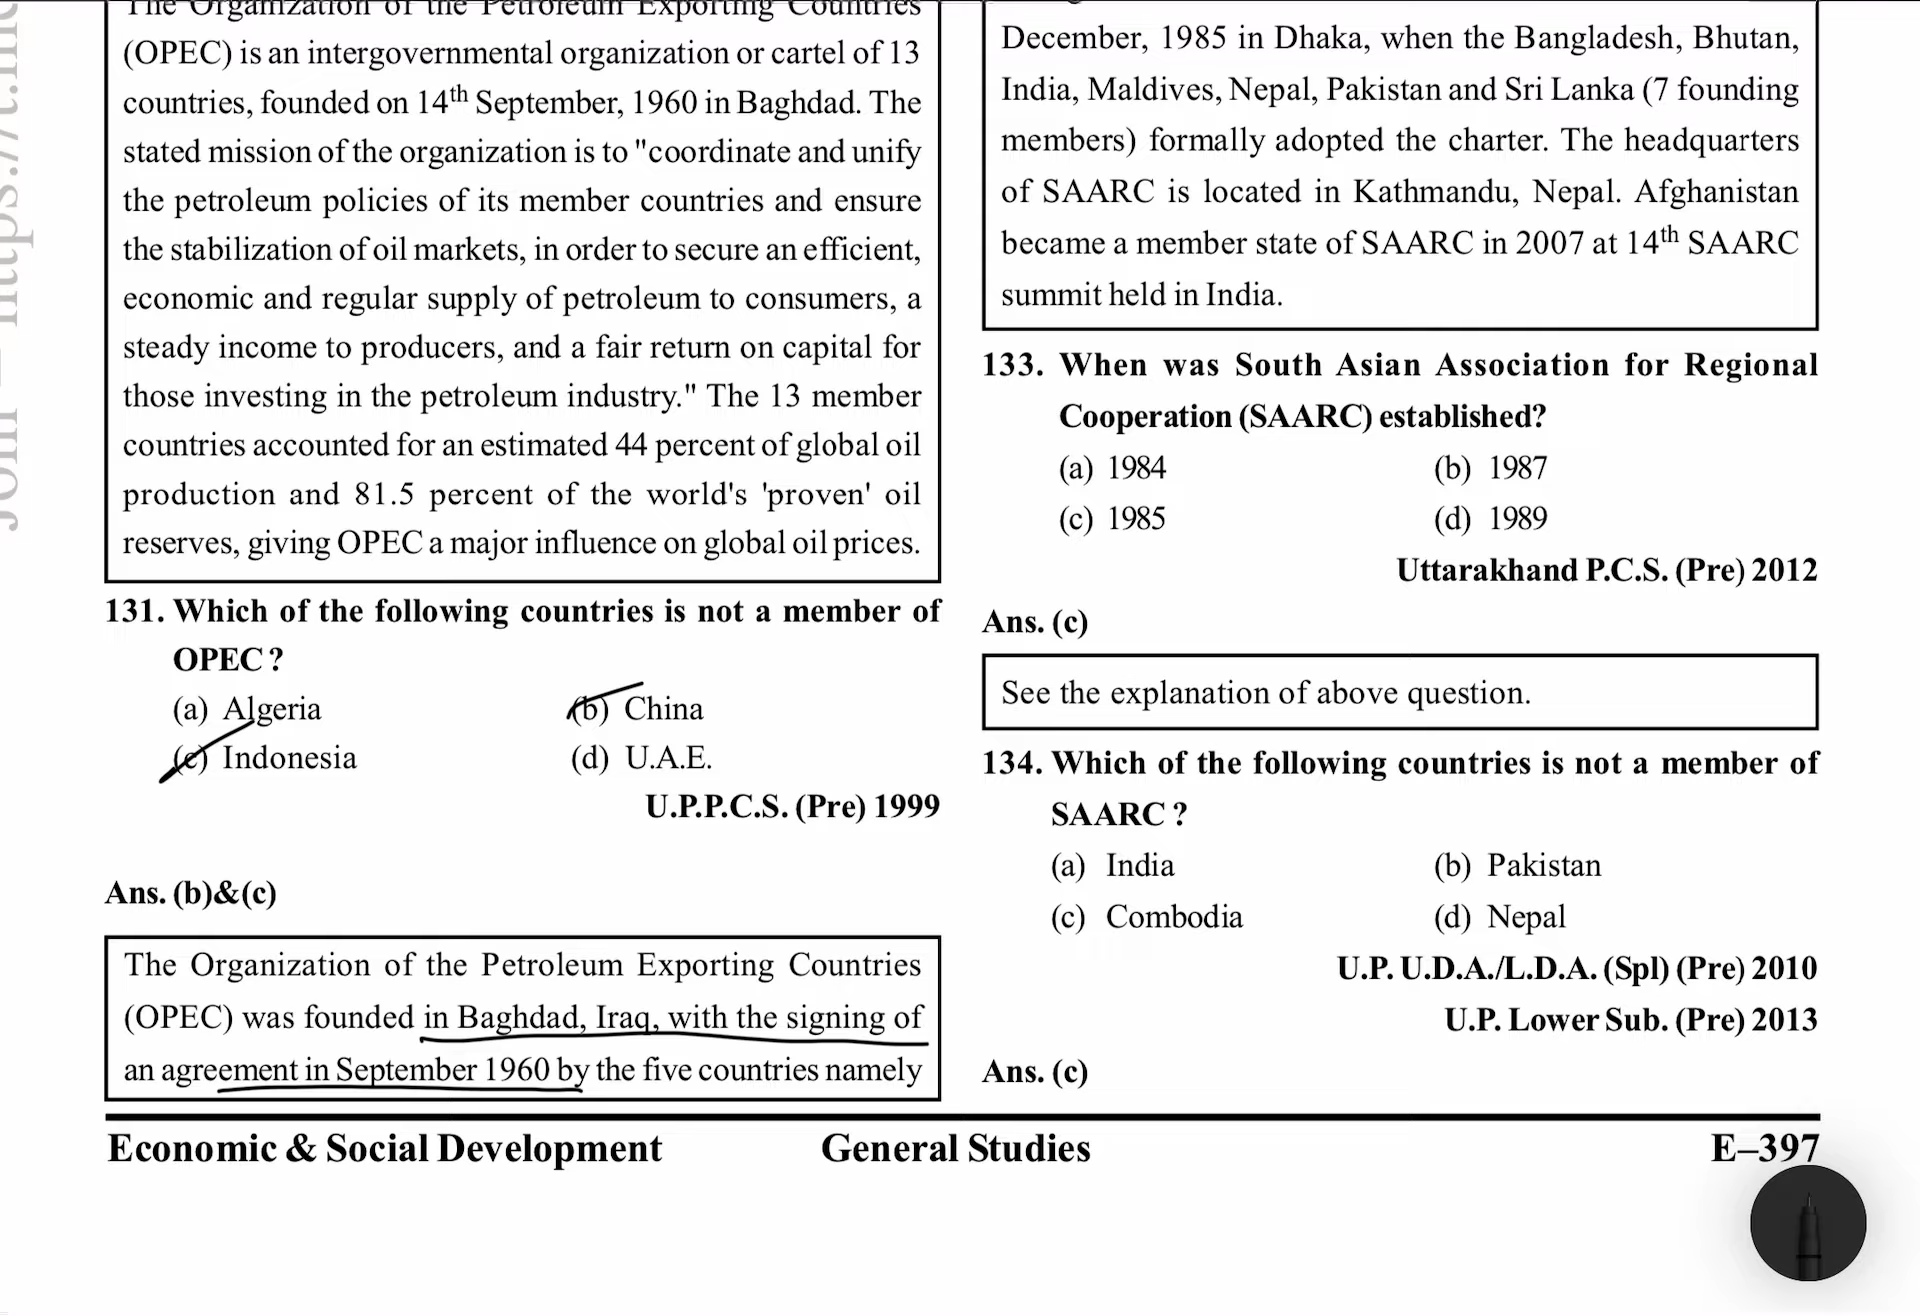 The Organization of the Petroleum Exporting Countries
(OPEC) is an intergovernmental organization or cartel of 13
countries, founded on 14th September, 1960 in Baghdad. The
stated mission of the organization is to "coordinate and unify
the petroleum policies of its member countries and ensure
the stabilization of oil markets, in order to secure an efficient,
economic and regular supply of petroleum to consumers, a
steady income to producers, and a fair return on capital for
those investing in the petroleum industry." The 13 member
countries accounted for an estimated 44 percent of global oil
production and 81.5 percent of the world's 'proven' oil
reserves, giving OPEC a major influence on global oil prices.
131. Which of the following countries is not a member of
OPEC ?
(a) Algeria (b) China
(c) Indonesia (d) U.A.E.
U.P.P.C.S. (Pre) 1999
Ans. (b)&(c)
The Organization of the Petroleum Exporting Countries
(OPEC) was founded in Baghdad, Iraq, with the signing of
an agreement in September 1960 by the five countries namely
December, 1985 in Dhaka, when the Bangladesh, Bhutan,
India, Maldives, Nepal, Pakistan and Sri Lanka (7 founding
members) formally adopted the charter. The headquarters
of SAARC is located in Kathmandu, Nepal. Afghanistan
became a member state of SAARC in 2007 at 14th SAARC
summit held in India.
133. When was South Asian Association for Regional
Cooperation (SAARC) established?
(a) 1984 (b) 1987
(c) 1985 (d) 1989
Uttarakhand P.C.S. (Pre) 2012
Ans. (c)
See the explanation of above question.
134. Which of the following countries is not a member of
SAARC ?
(a) India (b) Pakistan
(c) Combodia (d) Nepal
U.P. U.D.A./L.D.A. (Spl) (Pre) 2010
U.P. Lower Sub. (Pre) 2013
Ans. (c)
Economic & Social Development General Studies E–397
Join – https://t.me